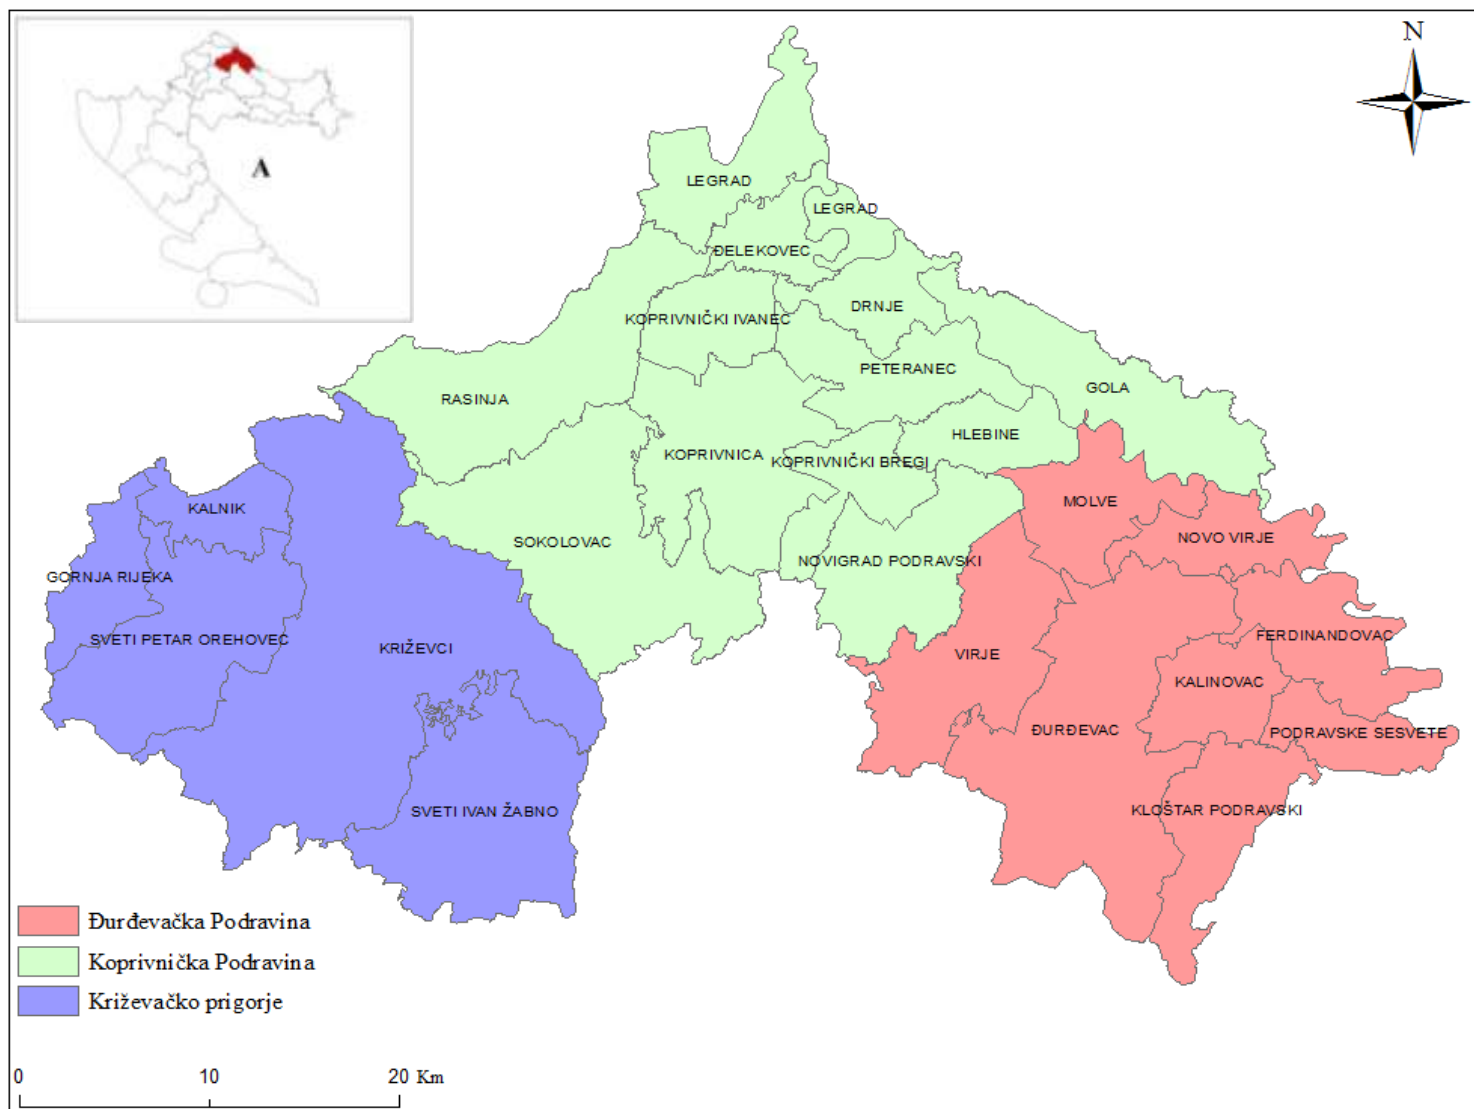 N
A
LEGRAD
LEGRAD
ĐELEKOVEC
DRNJE
KOPRIVNIČKI IVANEC
PETERANEC
GOLA
RASINJA
HLEBINE
KOPRIVNICA
KOPRIVNIČKI BREGI
MOLVE
KALNIK
NOVO VIRJE
SOKOLOVAC
NOVIGRAD PODRAVSKI
GORNJA RIJEKA
SVETI PETAR OREHOVEC
FERDINANDOVAC
KRIŽEVCI
VIRJE
KALINOVAC
ĐURĐEVAC
PODRAVSKE SESVETE
SVETI IVAN ŽABNO
KLOŠTAR PODRAVSKI
Đurđevačka Podravina
Koprivnička Podravina
Križevačko prigorje
0 10 20 Km